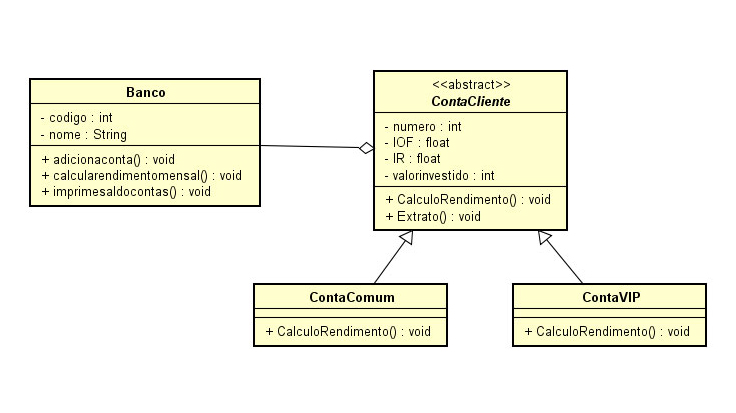 Banco
- codigo : int
- nome : String
+ adicionaconta() : void
+ calcularendimentomensal() : void
+ imprimesaldocontas() : void
<<abstract>>
ContaCliente
- numero : int
- IOF : float
- IR : float
- valorinvestido : int
+ CalculoRendimento() : void
+ Extrato() : void
ContaComum
+ CalculoRendimento() : void
ContaVIP
+ CalculoRendimento() : void